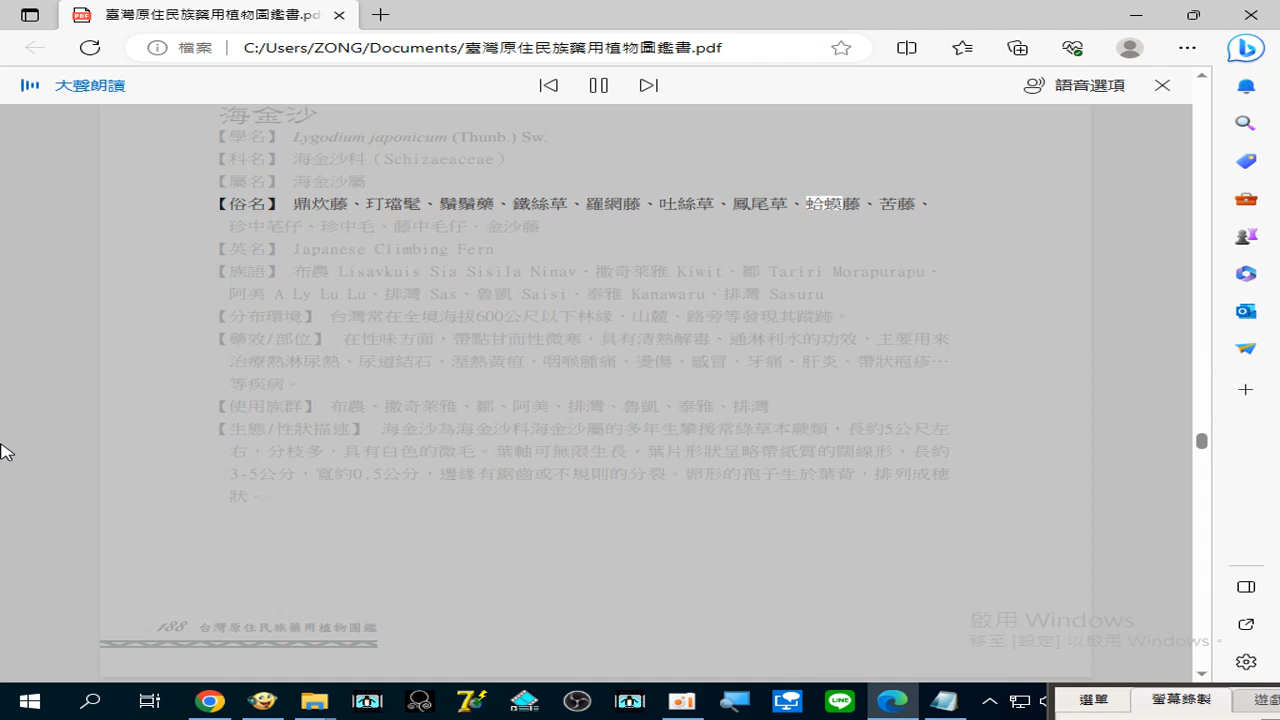 臺灣原住民族藥用植物圖鑑書.pd
檔案
C:/Users/ZONG/Documents/臺灣原住民族藥用植物圖鑑書.pdf
大聲朗讀
語音選項
海金沙
【學名】 Lygodium japonicum (Thunb.) Sw.
【科名】 海金沙科（Schizaeaceae）
【屬名】 海金沙屬
【俗名】 鼎炊藤、玎璫髦、鬚鬚藥、鐵絲草、羅網藤、吐絲草、鳳尾草、蛤蟆藤、苦藤、
珍中芼仔、珍中毛、藤中毛仔、金沙藤
【英名】 Japanese Climbing Fern
【族語】 布農 Lisavkuis Sia Sisila Ninav、撒奇萊雅 Kiwit、鄒 Tariri Morapurapu、
阿美 A Ly Lu Lu、排灣 Sas、魯凱 Saisi、泰雅 Kanawaru、排灣 Sasuru
【分布環境】 台灣常在全境海拔600公尺以下林緣、山麓、路旁等發現其蹤跡。
【藥效/部位】 在性味方面，帶點甘而性微寒，具有清熱解毒、通淋利水的功效，主要用來
治療熱淋尿熱、尿道結石、溼熱黃疸、咽喉腫痛、燙傷、感冒、牙痛、肝炎、帶狀疱疹…
等疾病。
【使用族群】 布農、撒奇萊雅、鄒、阿美、排灣、魯凱、泰雅、排灣
【生態/性狀描述】 海金沙為海金沙科海金沙屬的多年生攀援常綠草本蕨類，長約5公尺左
右，分枝多，具有白色的微毛。葉軸可無限生長，葉片形狀呈略帶紙質的闊線形，長約
3-5公分，寬約0.5公分，邊緣有鋸齒或不規則的分裂。卵形的孢子生於葉背，排列成穗
狀。
188 台灣原住民族藥用植物圖鑑
啟用 Windows
移至 [設定] 以啟用 Windows。
選單
螢幕錄製
遊戲